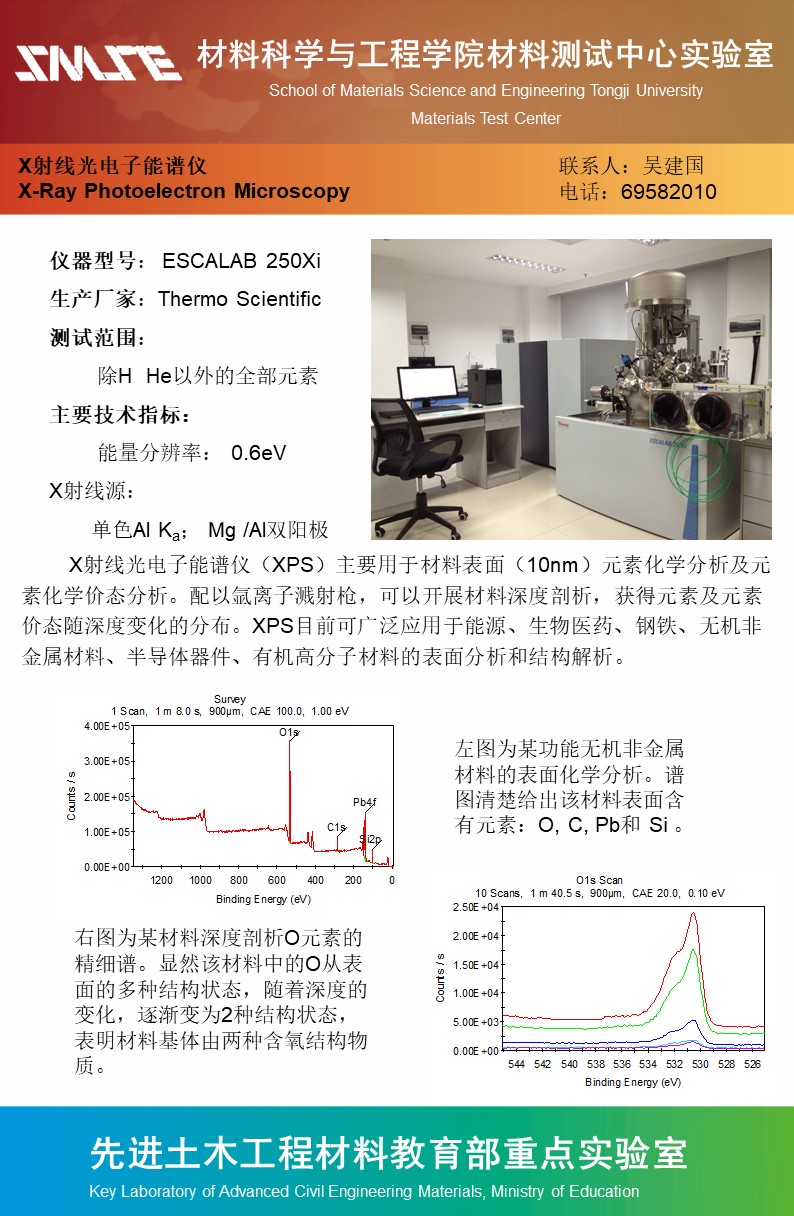 SMSE
材料科学与工程学院材料测试中心实验室
School of Materials Science and Engineering Tongji University
Materials Test Center
X射线光电子能谱仪
X-Ray Photoelectron Microscopy
联系人：吴建国
电话：69582010
仪器型号： ESCALAB 250Xi
生产厂家：Thermo Scientific
测试范围：
除H He以外的全部元素
主要技术指标：
能量分辨率： 0.6eV
X射线源：
单色Al Ka； Mg /Al双阳极
ESCALAB 250Xi
X射线光电子能谱仪（XPS）主要用于材料表面（10nm）元素化学分析及元
素化学价态分析。配以氩离子溅射枪，可以开展材料深度剖析，获得元素及元素
价态随深度变化的分布。XPS目前可广泛应用于能源、生物医药、钢铁、无机非
金属材料、半导体器件、有机高分子材料的表面分析和结构解析。
Survey
1 Scan, 1 m 8.0 s, 900µm, CAE 100.0, 1.00 eV
4.00E+05
3.00E+05
2.00E+05
1.00E+05
0.00E+00
Counts / s
O1s
Pb4f
C1s
Si2p
1200 1000 800 600 400 200 0
Binding Energy (eV)
左图为某功能无机非金属
材料的表面化学分析。谱
图清楚给出该材料表面含
有元素：O, C, Pb和 Si 。
右图为某材料深度剖析O元素的
精细谱。显然该材料中的O从表
面的多种结构状态，随着深度的
变化，逐渐变为2种结构状态，
表明材料基体由两种含氧结构物
质。
O1s Scan
10 Scans, 1 m 40.5 s, 900µm, CAE 20.0, 0.10 eV
2.50E+04
2.00E+04
1.50E+04
1.00E+04
5.00E+03
0.00E+00
Counts / s
544 542 540 538 536 534 532 530 528 526
Binding Energy (eV)
先进土木工程材料教育部重点实验室
Key Laboratory of Advanced Civil Engineering Materials, Ministry of Education